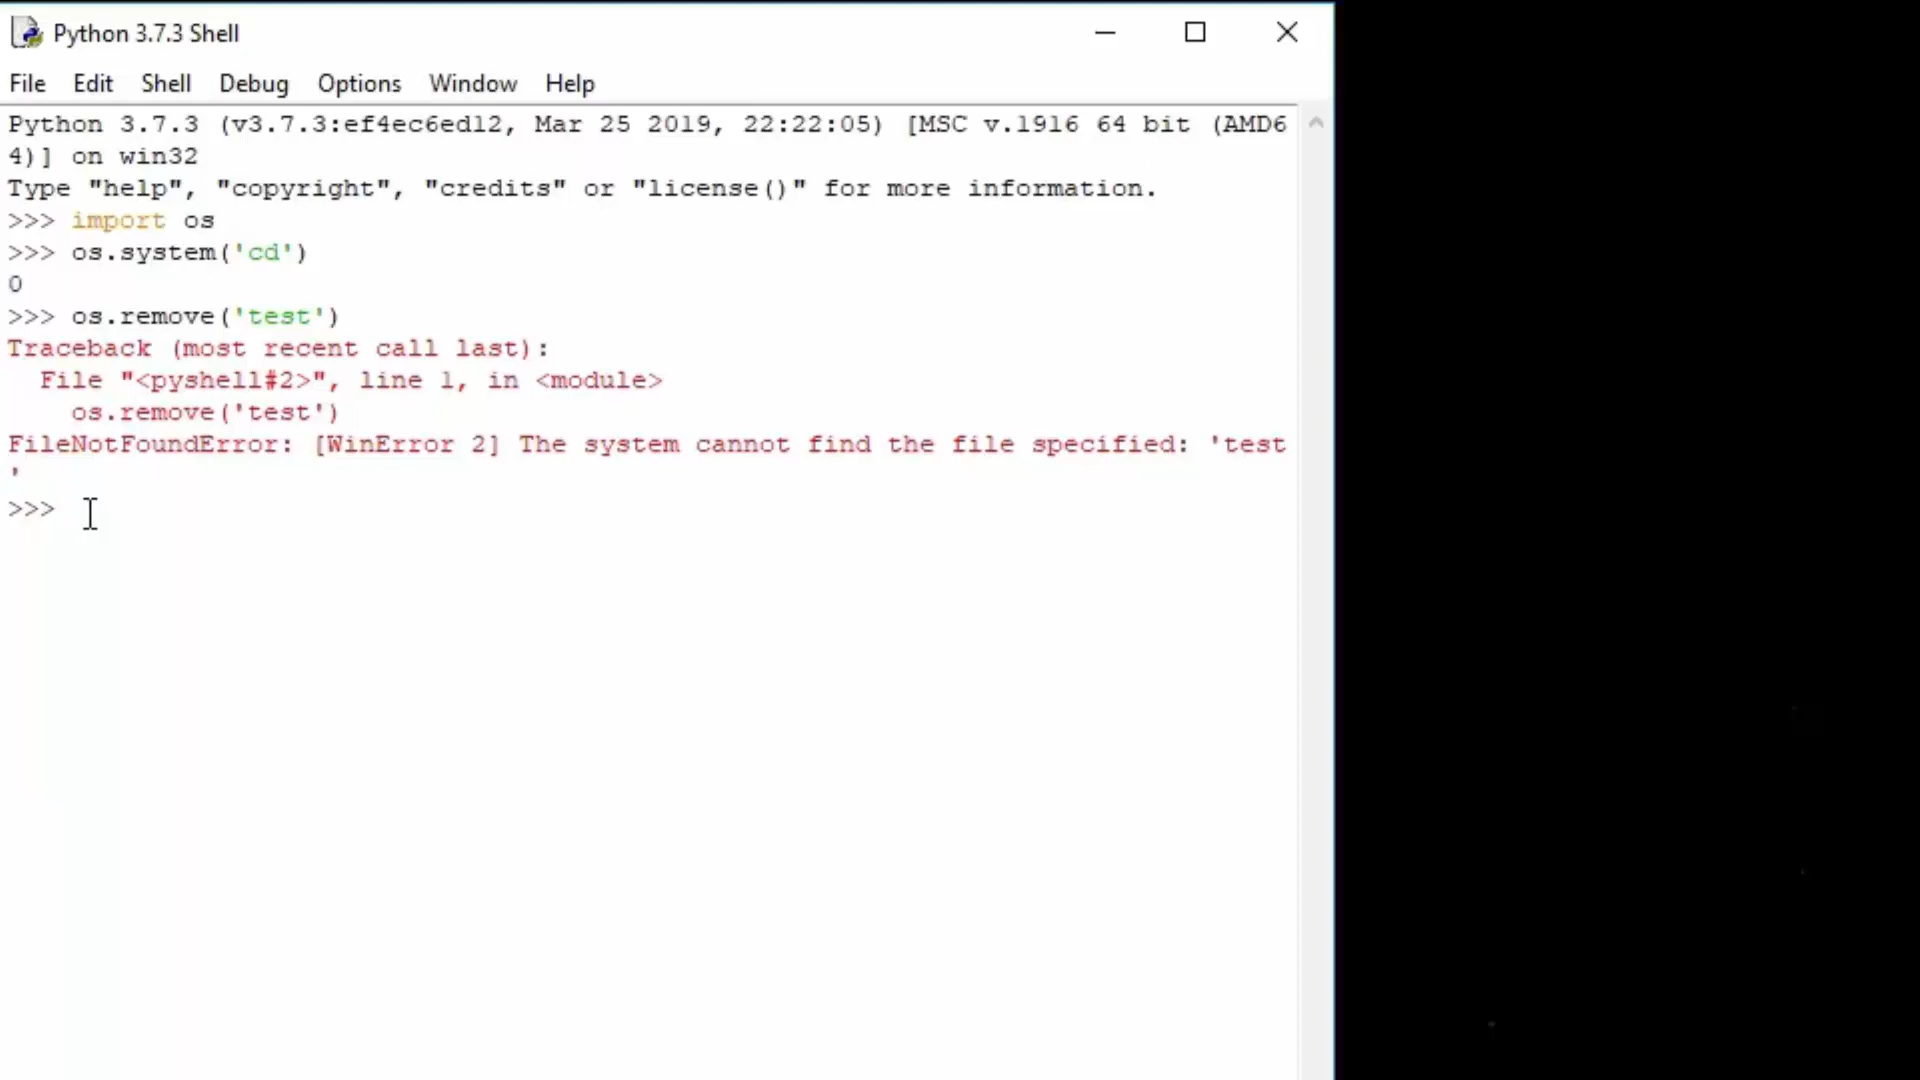 Python 3.7.3 Shell
File Edit Shell Debug Options Window Help
Python 3.7.3 (v3.7.3:ef4ec6ed12, Mar 25 2019, 22:22:05) [MSC v.1916 64 bit (AMD6
4)] on win32
Type "help", "copyright", "credits" or "license()" for more information.
>>> import os
>>> os.system('cd')
0
>>> os.remove('test')
Traceback (most recent call last):
  File "<pyshell#2>", line 1, in <module>
    os.remove('test')
FileNotFoundError: [WinError 2] The system cannot find the file specified: 'test
'
>>>